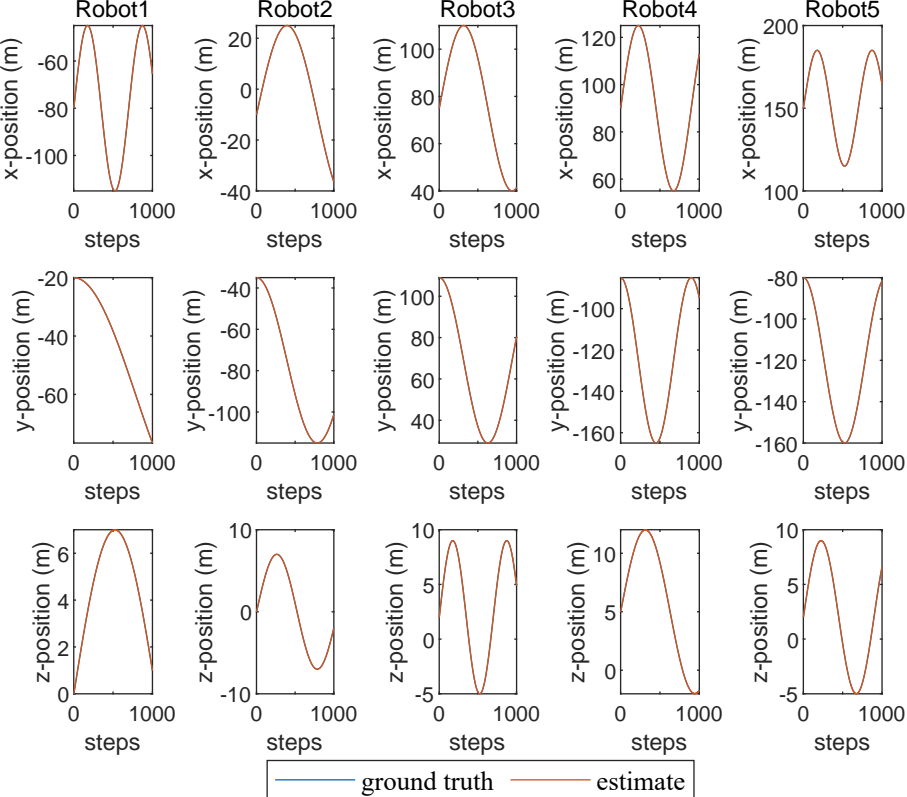 Robot1 Robot2 Robot3 Robot4 Robot5
x-position (m) -60 -80 -100 0 1000 steps
x-position (m) 20 0 -20 -40 0 1000 steps
x-position (m) 100 80 60 40 0 1000 steps
x-position (m) 120 100 80 60 0 1000 steps
x-position (m) 200 150 100 0 1000 steps
y-position (m) -20 -40 -60 0 1000 steps
y-position (m) -40 -60 -80 -100 0 1000 steps
y-position (m) 100 80 60 40 0 1000 steps
y-position (m) -100 -120 -140 -160 0 1000 steps
y-position (m) -80 -100 -120 -140 -160 0 1000 steps
z-position (m) 6 4 2 0 0 1000 steps
z-position (m) 10 0 -10 0 1000 steps
z-position (m) 10 5 0 -5 0 1000 steps
z-position (m) 10 5 0 0 1000 steps
z-position (m) 10 5 0 -5 0 1000 steps
ground truth estimate